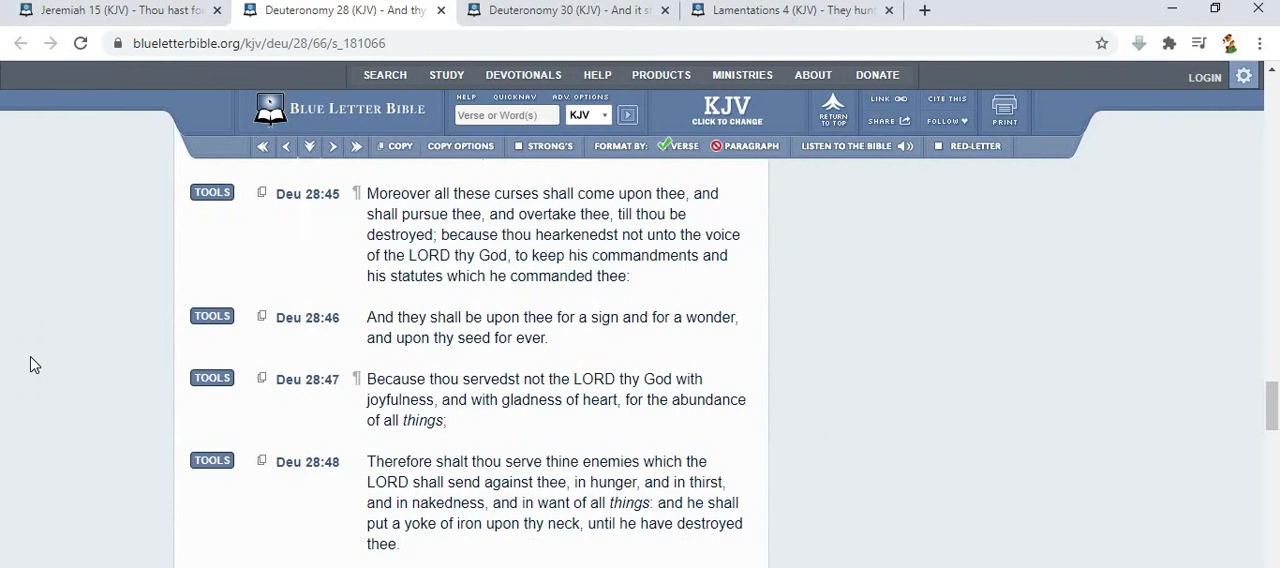 Jeremiah 15 (KJV) - Thou hast fo
Deuteronomy 28 (KJV) - And thy
Deuteronomy 30 (KJV) - And it s
Lamentations 4 (KJV) - They hun
blueletterbible.org/kjv/deu/28/66/s_181066
SEARCH STUDY DEVOTIONALS HELP PRODUCTS MINISTRIES ABOUT DONATE LOGIN
BLUE LETTER BIBLE
HELP QUICKNAV ADV. OPTIONS
Verse or Word(s) KJV
KJV
CLICK TO CHANGE
RETURN
TO TOP
LINK CITE THIS
SHARE FOLLOW
PRINT
COPY COPY OPTIONS STRONG'S FORMAT BY: VERSE PARAGRAPH LISTEN TO THE BIBLE RED-LETTER
TOOLS Deu 28:45 ¶ Moreover all these curses shall come upon thee, and
shall pursue thee, and overtake thee, till thou be
destroyed; because thou hearkenedst not unto the voice
of the LORD thy God, to keep his commandments and
his statutes which he commanded thee:
TOOLS Deu 28:46 And they shall be upon thee for a sign and for a wonder,
and upon thy seed for ever.
TOOLS Deu 28:47 ¶ Because thou servedst not the LORD thy God with
joyfulness, and with gladness of heart, for the abundance
of all things;
TOOLS Deu 28:48 Therefore shalt thou serve thine enemies which the
LORD shall send against thee, in hunger, and in thirst,
and in nakedness, and in want of all things: and he shall
put a yoke of iron upon thy neck, until he have destroyed
thee.